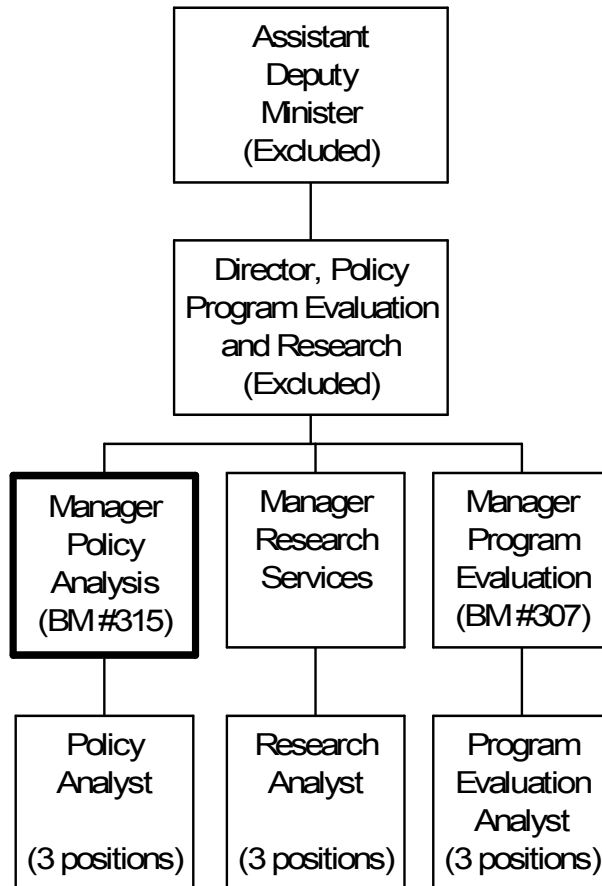 Assistant
Deputy
Minister
(Excluded)
Director, Policy
Program Evaluation
and Research
(Excluded)
Manager
Policy
Analysis
(BM #315)
Manager
Research
Services
Manager
Program
Evaluation
(BM #307)
Policy
Analyst
(3 positions)
Research
Analyst
(3 positions)
Program
Evaluation
Analyst
(3 positions)